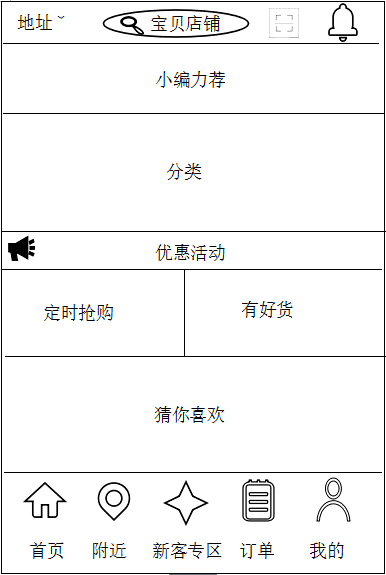 地址 宝贝店铺
小编力荐
分类
优惠活动
定时抢购 有好货
猜你喜欢
首页 附近 新客专区 订单 我的